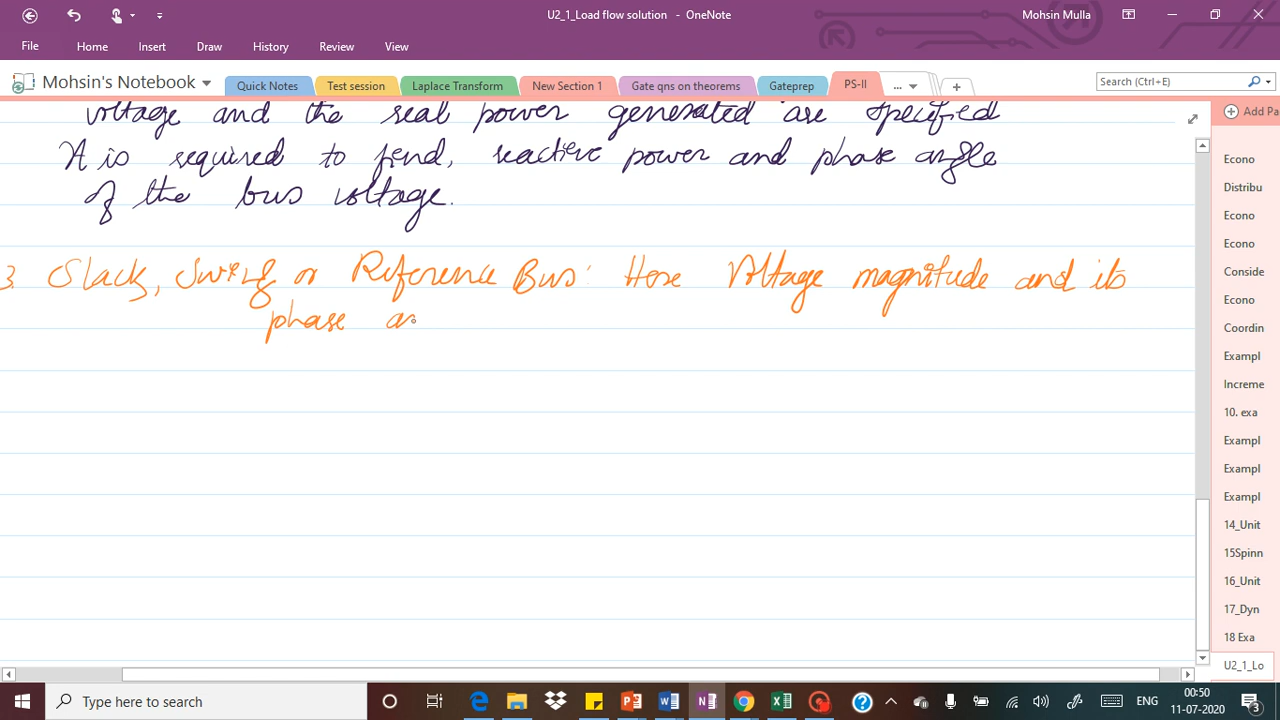 U2_1_Load flow solution - OneNote
Mohsin Mulla
File Home Insert Draw History Review View
Mohsin's Notebook
Quick Notes
Test session
Laplace Transform
New Section 1
Gate qns on theorems
Gateprep
PS-II
...
Search (Ctrl+E)
Add Pa
voltage and the real power generated are specified
It is required to find, reactive power and phase angle
of the bus voltage.
3. Slack, Swing or Reference Bus: Here Voltage magnitude and its
phase an
Econo
Distribu
Econo
Econo
Conside
Econo
Coordin
Exampl
Increme
10. exa
Exampl
Exampl
Exampl
14_Unit
15Spinn
16_Unit
17_Dyn
18 Exa
U2_1_Lo
Type here to search
ENG
00:50
11-07-2020
3